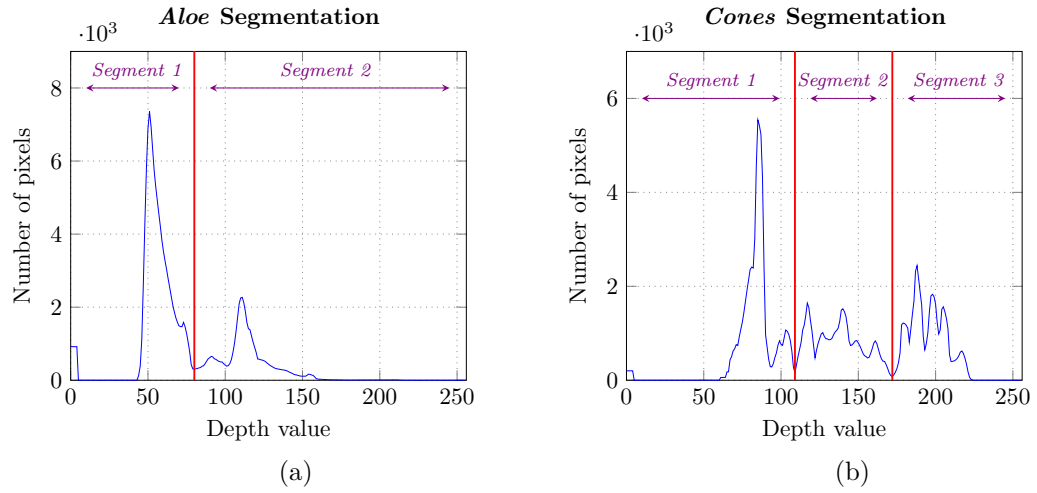 Aloe Segmentation
·10³
Segment 1
Segment 2
8
6
4
2
0
Number of pixels
0 50 100 150 200 250
Depth value
(a)
Cones Segmentation
·10³
Segment 1
Segment 2
Segment 3
6
4
2
0
Number of pixels
0 50 100 150 200 250
Depth value
(b)